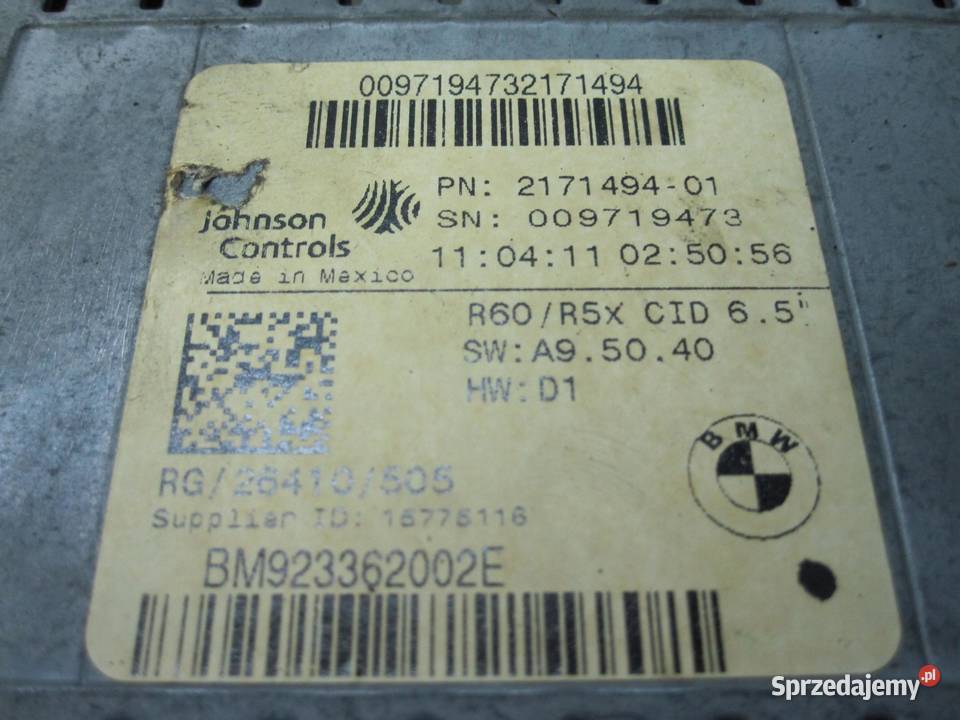 0097194732171494
PN: 2171494-01
SN: 009719473
11:04:11 02:50:56
Johnson
Controls
Made in Mexico
R60/R5X CID 6.5"
SW:A9.50.40
HW:D1
BMW
RG/26410/505
Supplier ID: 15775116
BM923362002E
Sprzedajemy.pl